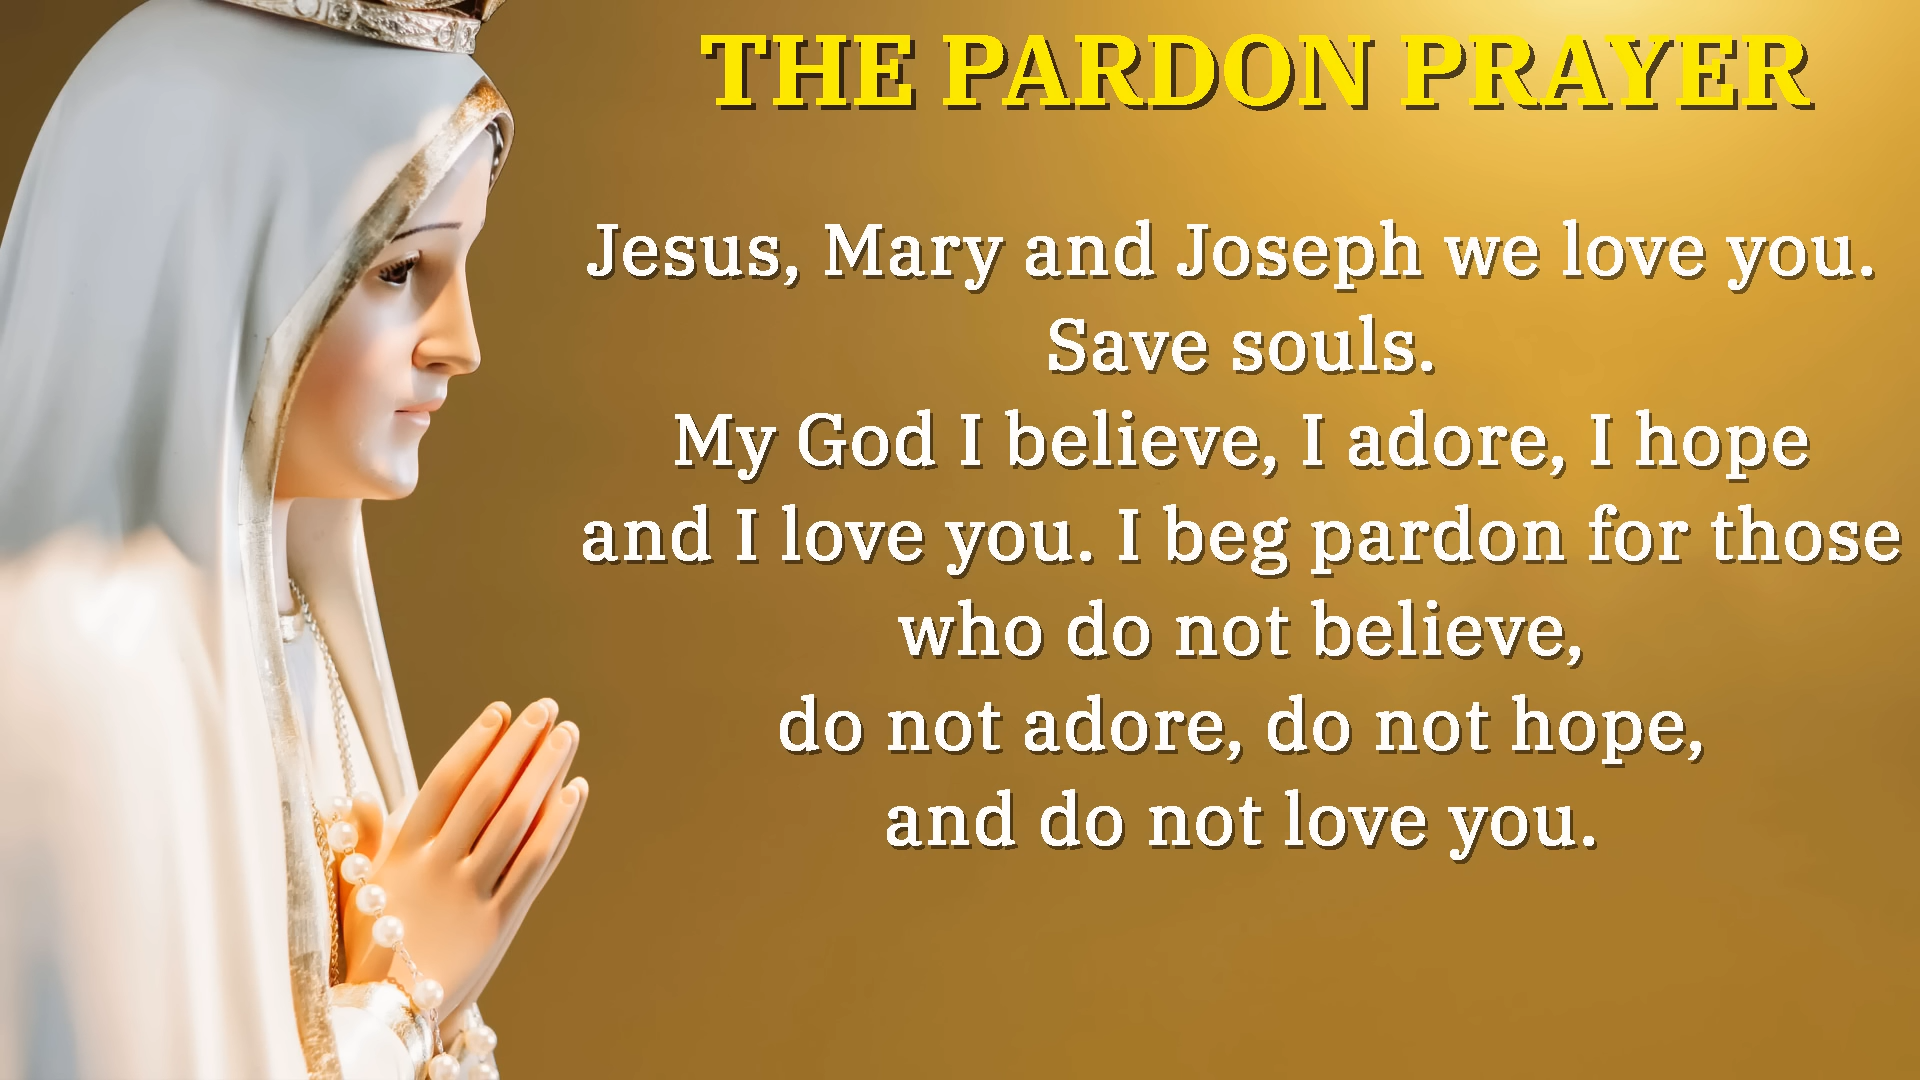 THE PARDON PRAYER
Jesus, Mary and Joseph we love you.
Save souls.
My God I believe, I adore, I hope
and I love you. I beg pardon for those
who do not believe,
do not adore, do not hope,
and do not love you.